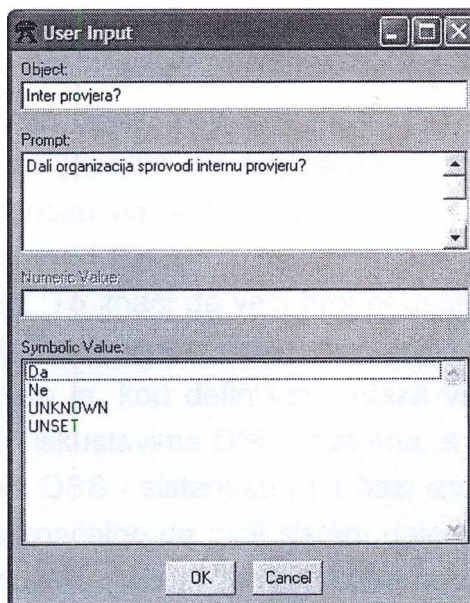 User Input
Object:
Inter provjera?
Prompt:
Dali organizacija sprovodi internu provjeru?
Numeric Value:
Symbolic Value:
Da
Ne
UNKNOWN
UNSET
OK Cancel